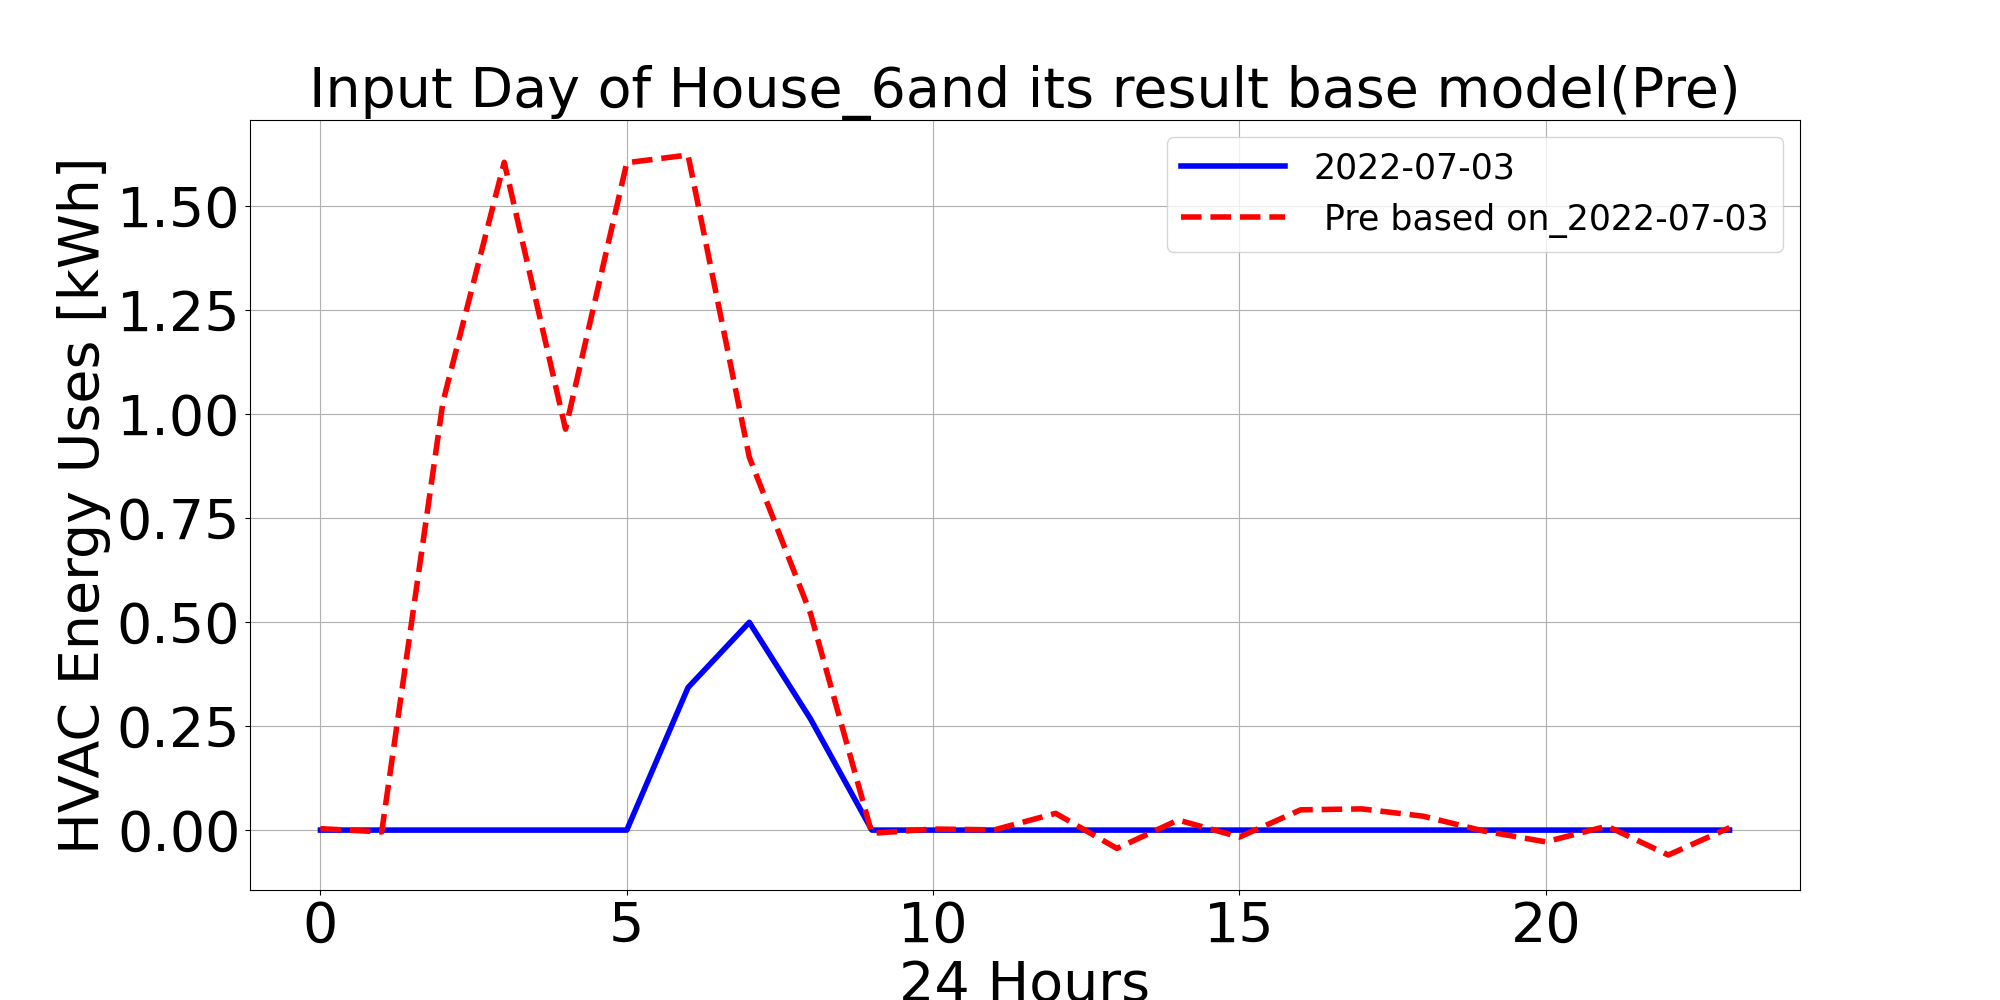 Input Day of House_6and its result base model(Pre)
HVAC Energy Uses [kWh]
1.50
1.25
1.00
0.75
0.50
0.25
0.00
2022-07-03
Pre based on_2022-07-03
0 5 10 15 20
24 Hours